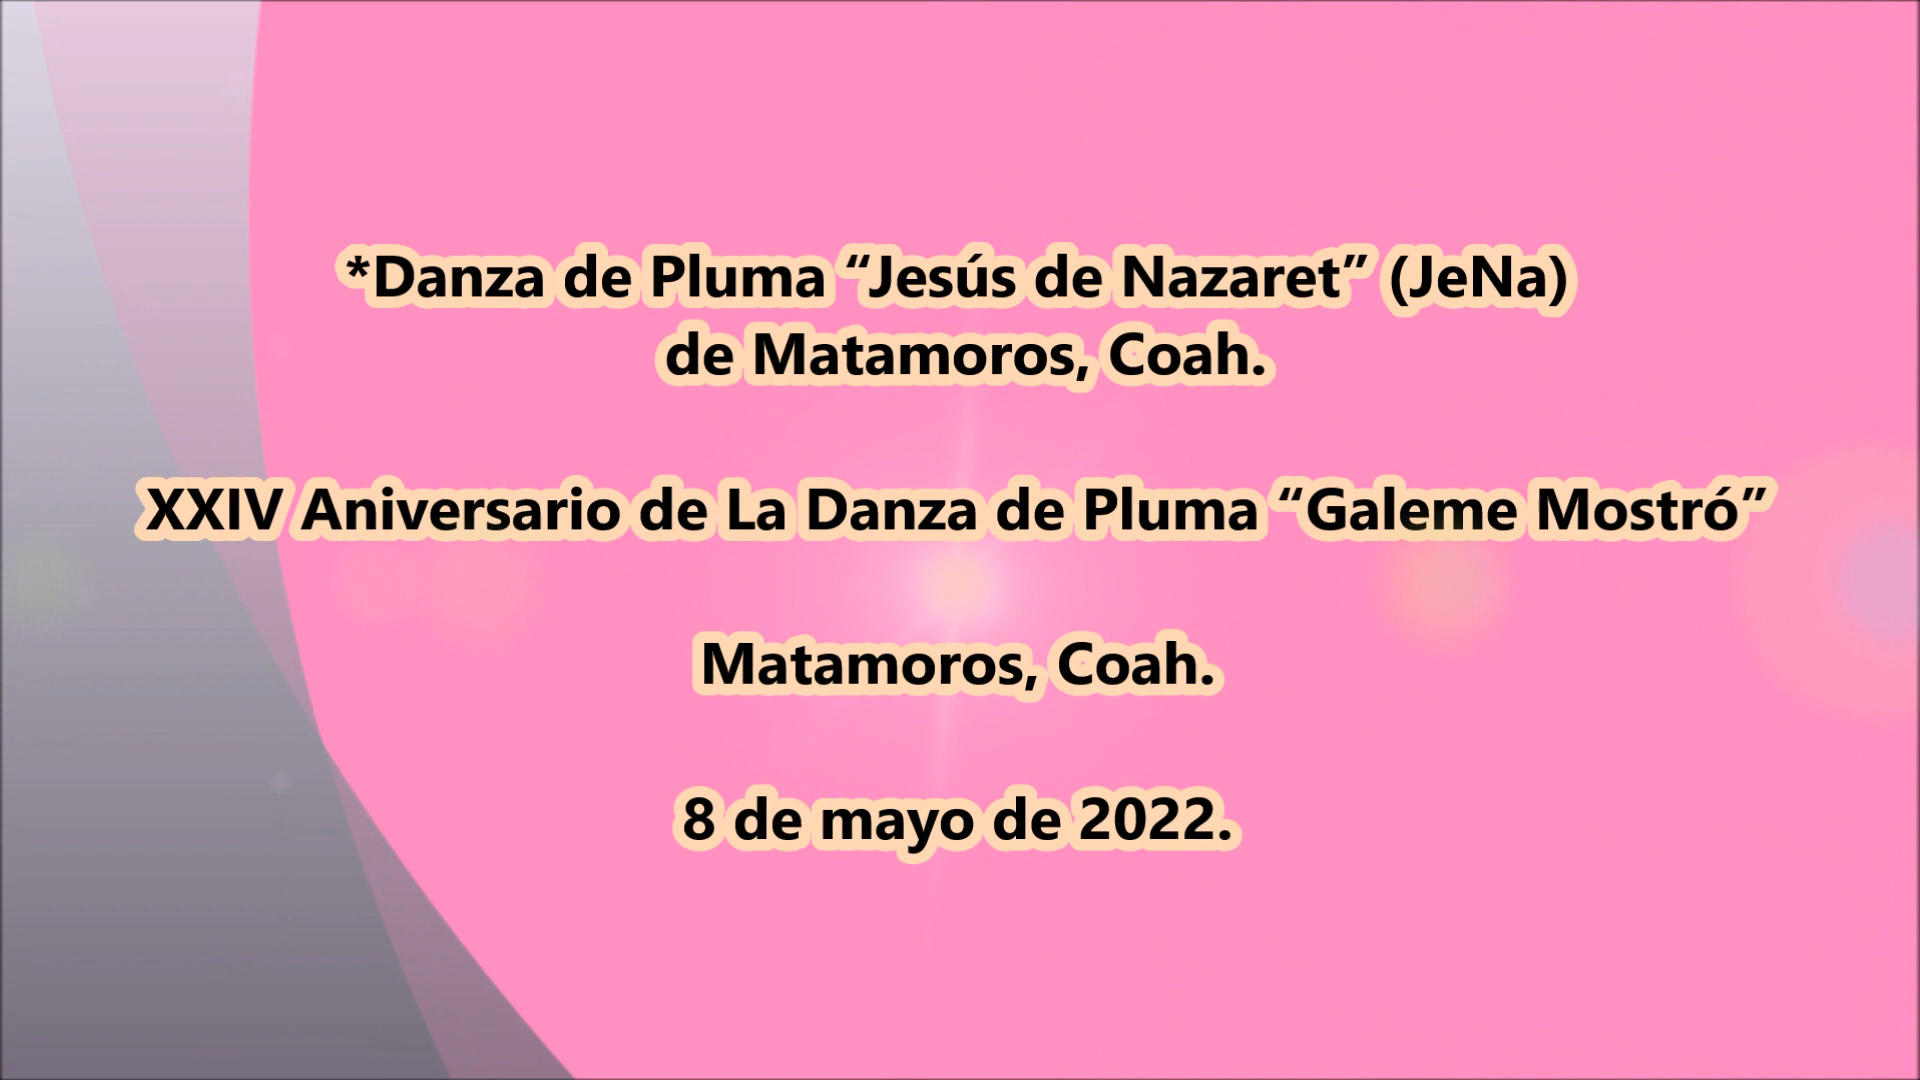 *Danza de Pluma “Jesús de Nazaret” (JeNa)
de Matamoros, Coah.
XXIV Aniversario de La Danza de Pluma “Galeme Mostró”
Matamoros, Coah.
8 de mayo de 2022.